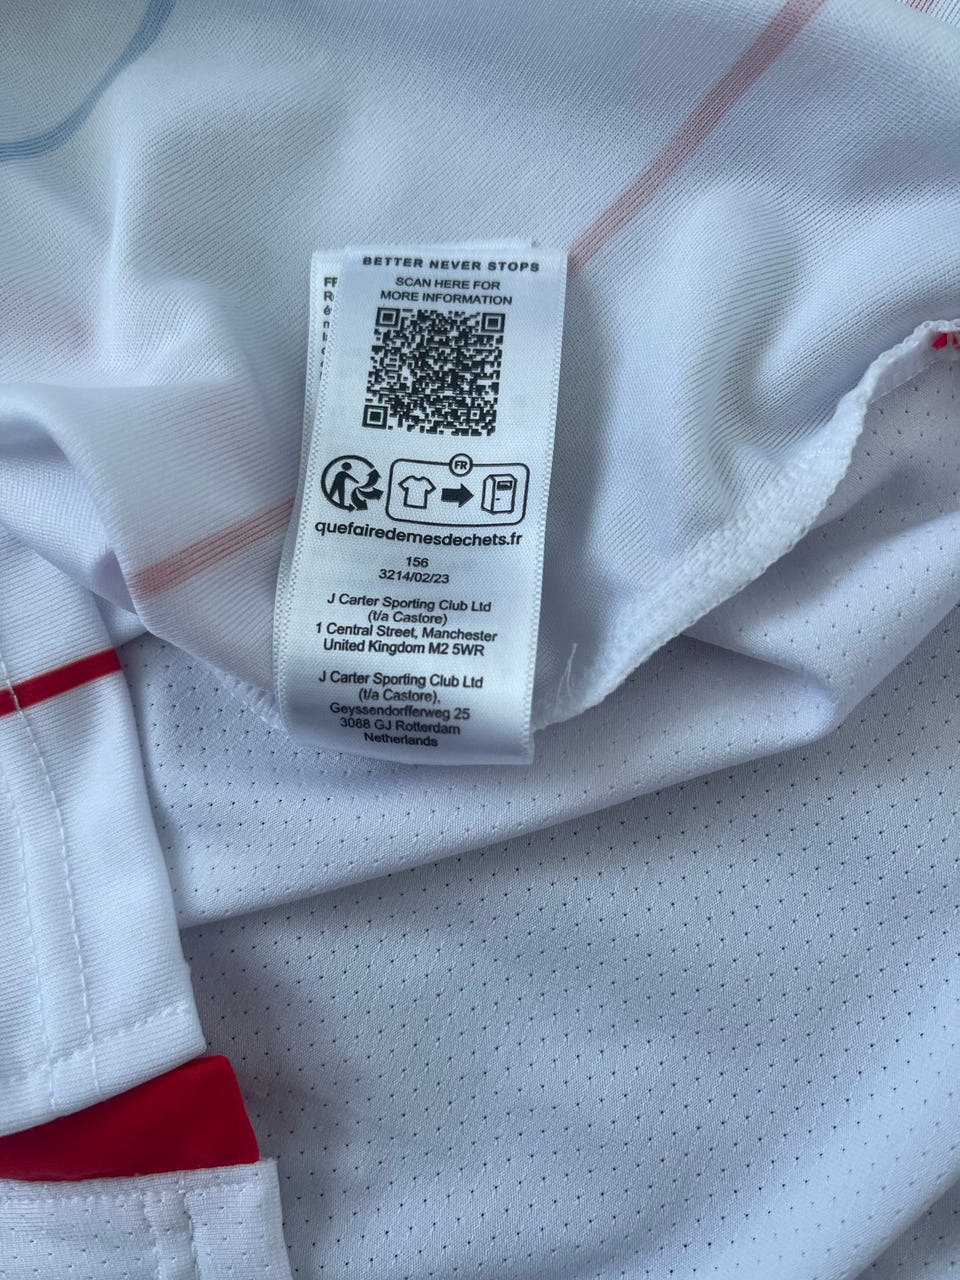 BETTER NEVER STOPS
SCAN HERE FOR
MORE INFORMATION
FR
FR
quefairedemesdechets.fr
156
3214/02/23
J Carter Sporting Club Ltd
(t/a Castore)
1 Central Street, Manchester
United Kingdom M2 5WR
J Carter Sporting Club Ltd
(t/a Castore),
Geyssendorfferweg 25
3088 GJ Rotterdam
Netherlands